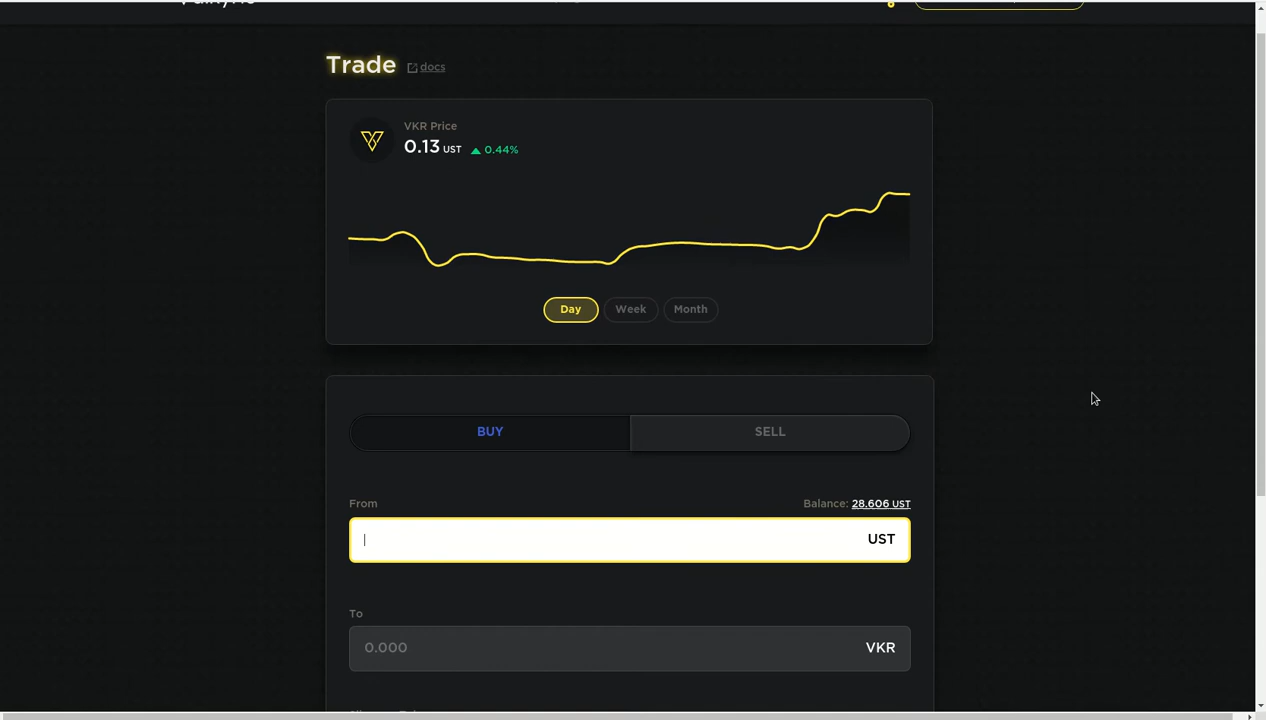 Trade docs
VKR Price
0.13 UST 0.44%
Day Week Month
BUY SELL
From Balance: 28.606 UST
UST
To
0.000 VKR